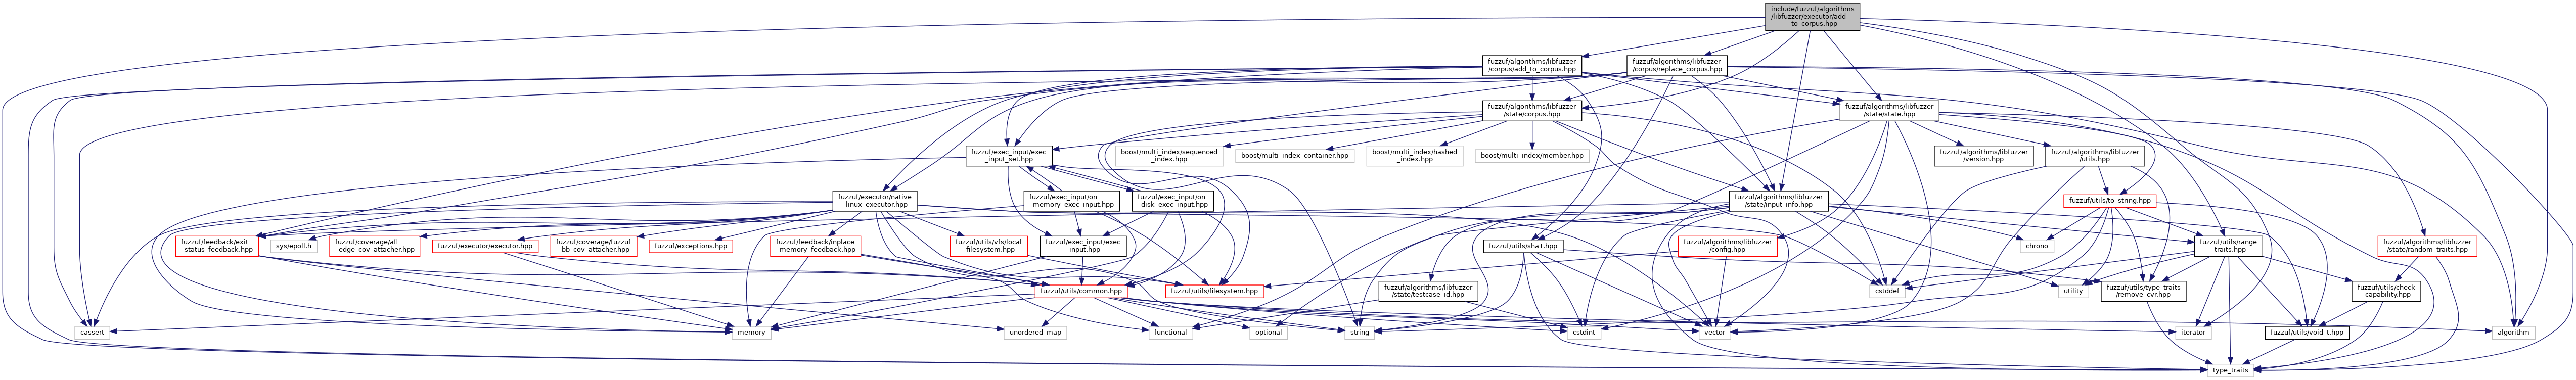 include/fuzzuf/algorithms
/libfuzzer/executor/add
_to_corpus.hpp
fuzzuf/algorithms/libfuzzer
/corpus/add_to_corpus.hpp
fuzzuf/algorithms/libfuzzer
/corpus/replace_corpus.hpp
fuzzuf/algorithms/libfuzzer
/state/corpus.hpp
fuzzuf/algorithms/libfuzzer
/state/state.hpp
fuzzuf/exec_input/exec
_input_set.hpp
boost/multi_index/sequenced
_index.hpp
boost/multi_index_container.hpp
boost/multi_index/hashed
_index.hpp
boost/multi_index/member.hpp
fuzzuf/algorithms/libfuzzer
/version.hpp
fuzzuf/algorithms/libfuzzer
/utils.hpp
fuzzuf/executor/native
_linux_executor.hpp
fuzzuf/exec_input/on
_memory_exec_input.hpp
fuzzuf/exec_input/on
_disk_exec_input.hpp
fuzzuf/algorithms/libfuzzer
/state/input_info.hpp
fuzzuf/utils/to_string.hpp
fuzzuf/feedback/exit
_status_feedback.hpp
sys/epoll.h
fuzzuf/coverage/afl
_edge_cov_attacher.hpp
fuzzuf/executor/executor.hpp
fuzzuf/coverage/fuzzuf
_bb_cov_attacher.hpp
fuzzuf/exceptions.hpp
fuzzuf/feedback/inplace
_memory_feedback.hpp
fuzzuf/utils/vfs/local
_filesystem.hpp
fuzzuf/exec_input/exec
_input.hpp
fuzzuf/utils/sha1.hpp
fuzzuf/algorithms/libfuzzer
/config.hpp
chrono
fuzzuf/utils/range
_traits.hpp
fuzzuf/algorithms/libfuzzer
/state/random_traits.hpp
fuzzuf/utils/common.hpp
fuzzuf/utils/filesystem.hpp
fuzzuf/algorithms/libfuzzer
/state/testcase_id.hpp
cstddef
utility
fuzzuf/utils/type_traits
/remove_cvr.hpp
fuzzuf/utils/check
_capability.hpp
cassert
memory
unordered_map
functional
optional
string
cstdint
vector
iterator
fuzzuf/utils/void_t.hpp
algorithm
type_traits